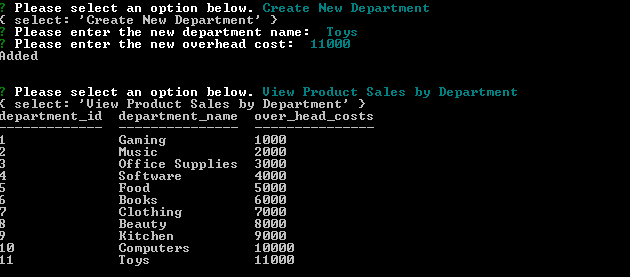 ? Please select an option below. Create New Department
{ select: 'Create New Department' }
? Please enter the new department name:  Toys
? Please enter the new overhead cost:  11000
Added
? Please select an option below. View Product Sales by Department
{ select: 'View Product Sales by Department' }
department_id  department_name  over_head_costs
-------------  ---------------  ---------------
1              Gaming           1000
2              Music            2000
3              Office Supplies  3000
4              Software         4000
5              Food             5000
6              Books            6000
7              Clothing         7000
8              Beauty           8000
9              Kitchen          9000
10             Computers        10000
11             Toys             11000